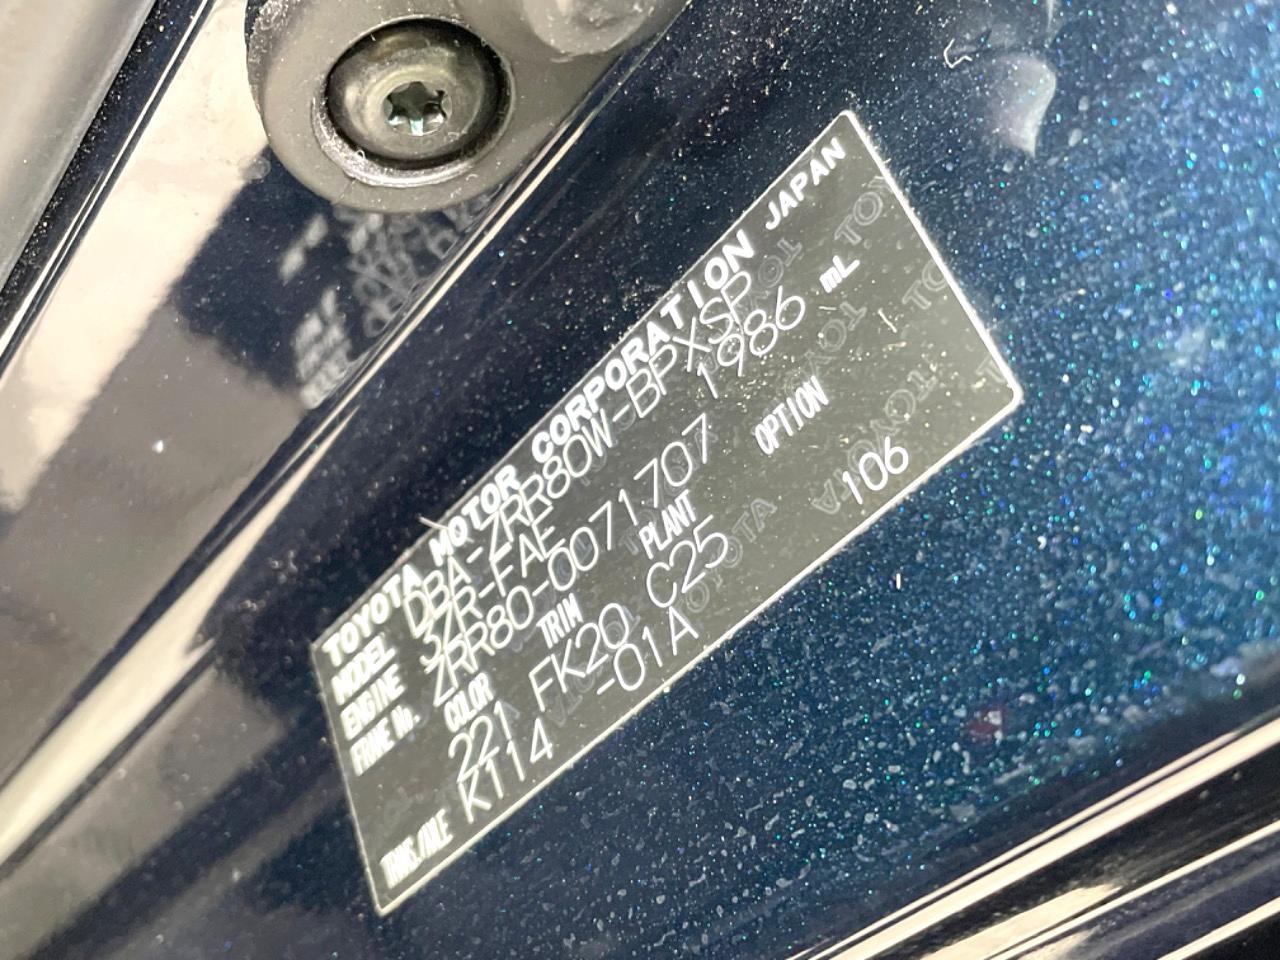 TOYOTA MOTOR CORPORATION JAPAN
MODEL DBA-ZRR80W-BPXSP
ENGINE 3ZR-FAE 1986 mL
FRAME No. ZRR80-0071707
COLOR TRIM PLANT OPTION
221 FK20 C25 106
TRANS/AXLE K114 -01A